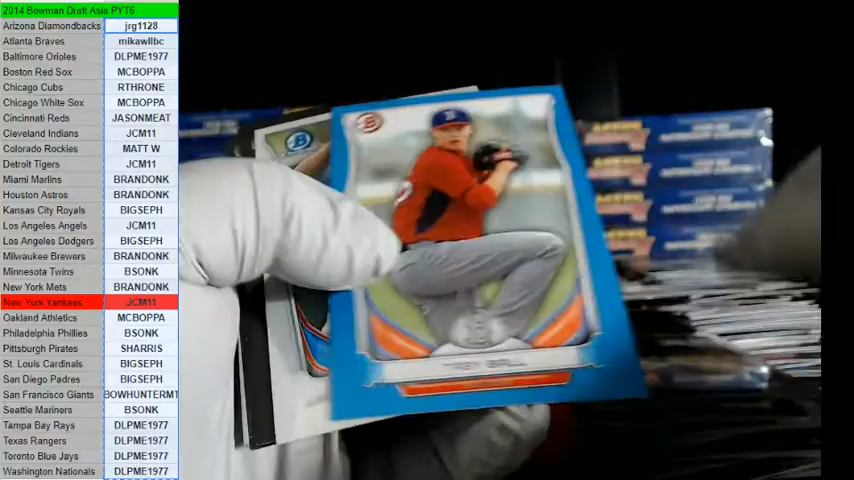 2014 Bowman Draft Asia PYT6
Arizona Diamondbacks jrg1128
Atlanta Braves mikawllbc
Baltimore Orioles DLPME1977
Boston Red Sox MCBOPPA
Chicago Cubs RTHRONE
Chicago White Sox MCBOPPA
Cincinnati Reds JASONMEAT
Cleveland Indians JCM11
Colorado Rockies MATT W
Detroit Tigers JCM11
Miami Marlins BRANDONK
Houston Astros BRANDONK
Kansas City Royals BIGSEPH
Los Angeles Angels JCM11
Los Angeles Dodgers BIGSEPH
Milwaukee Brewers BRANDONK
Minnesota Twins BSONK
New York Mets BRANDONK
New York Yankees JCM11
Oakland Athletics MCBOPPA
Philadelphia Phillies BSONK
Pittsburgh Pirates SHARRIS
St. Louis Cardinals BIGSEPH
San Diego Padres BIGSEPH
San Francisco Giants BOWHUNTERMT
Seattle Mariners BSONK
Tampa Bay Rays DLPME1977
Texas Rangers DLPME1977
Toronto Blue Jays DLPME1977
Washington Nationals DLPME1977